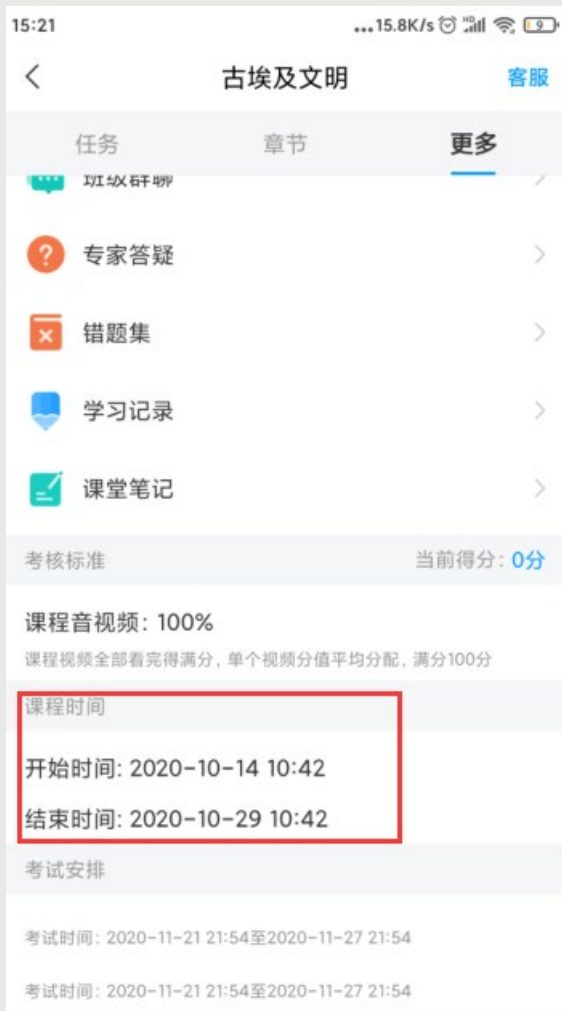 15:21
...15.8K/s HD 9
古埃及文明
客服
任务 章节 更多
班级群聊
专家答疑
错题集
学习记录
课堂笔记
考核标准 当前得分: 0分
课程音视频: 100%
课程视频全部看完得满分, 单个视频分值平均分配, 满分100分
课程时间
开始时间: 2020-10-14 10:42
结束时间: 2020-10-29 10:42
考试安排
考试时间: 2020-11-21 21:54至2020-11-27 21:54
考试时间: 2020-11-21 21:54至2020-11-27 21:54